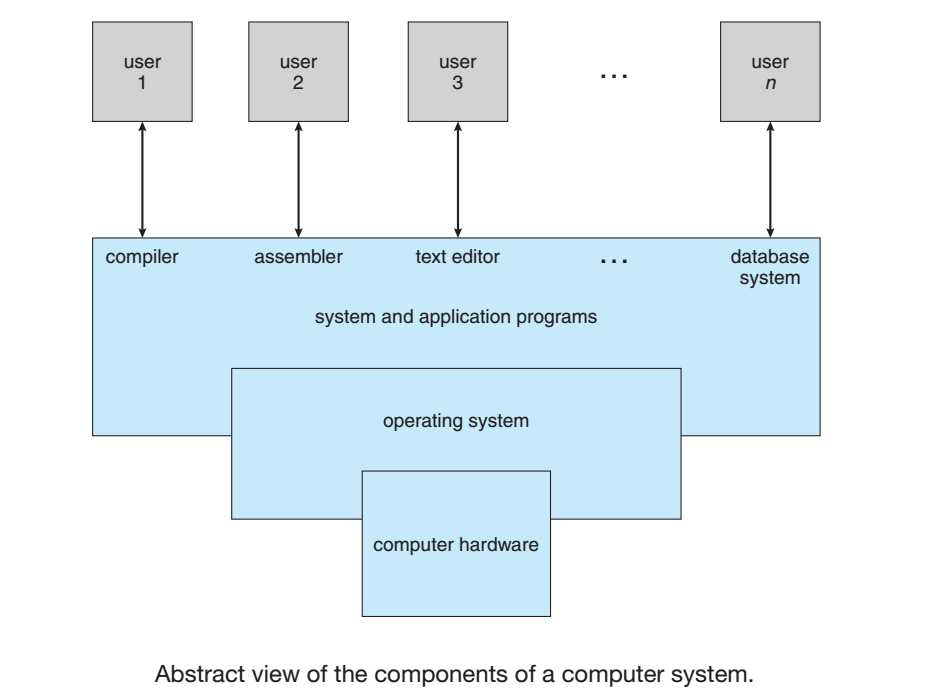 user
1
user
2
user
3
...
user
n
compiler
assembler
text editor
...
database
system
system and application programs
operating system
computer hardware
Abstract view of the components of a computer system.